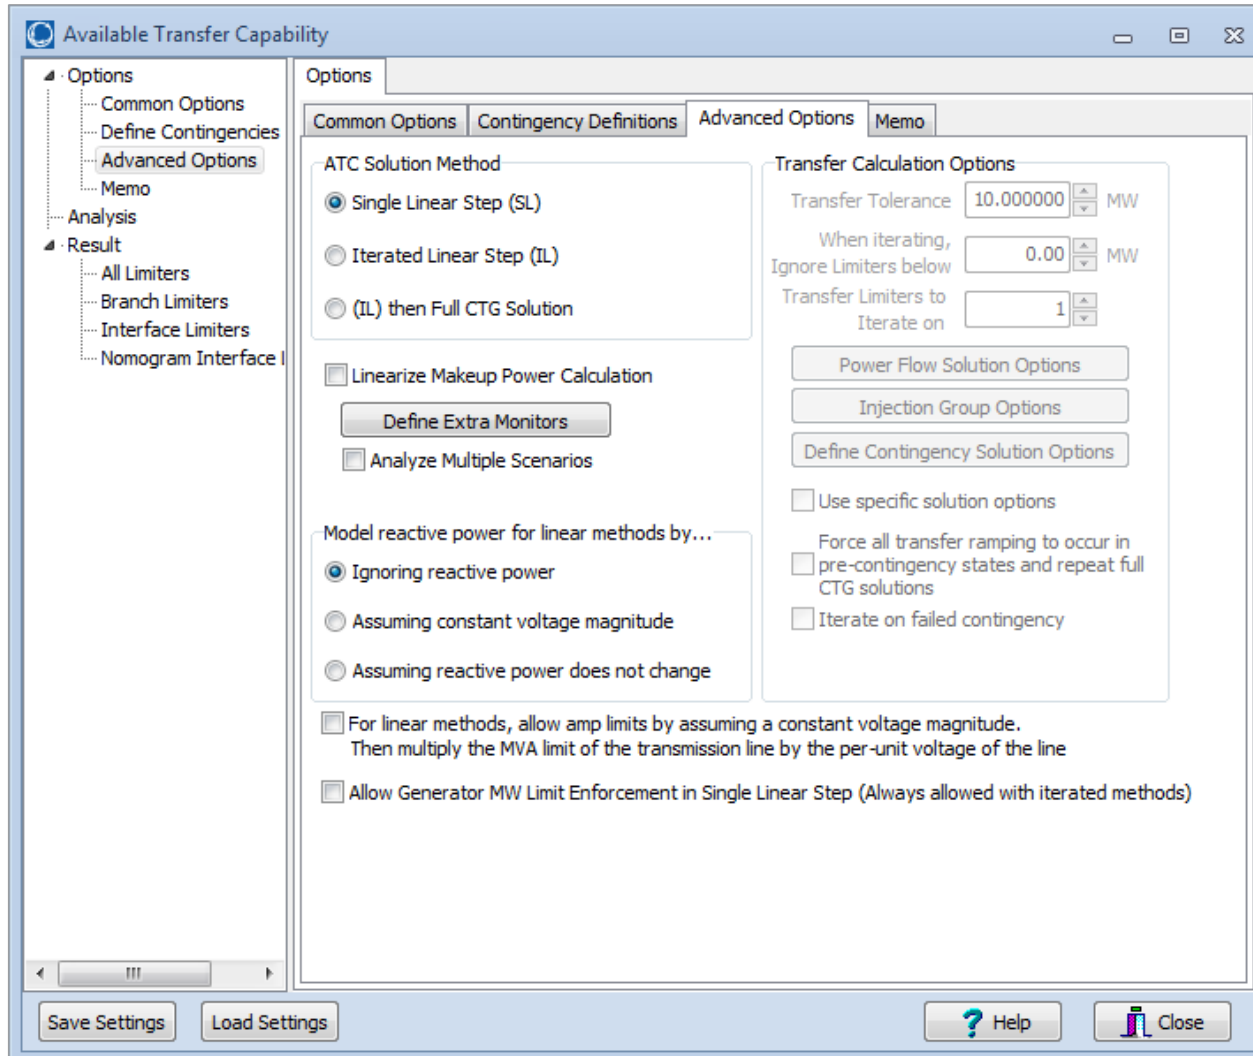 Available Transfer Capability
Options
Common Options
Define Contingencies
Advanced Options
Memo
Analysis
Result
All Limiters
Branch Limiters
Interface Limiters
Nomogram Interface I
Options
Common Options
Contingency Definitions
Advanced Options
Memo
ATC Solution Method
Single Linear Step (SL)
Iterated Linear Step (IL)
(IL) then Full CTG Solution
Linearize Makeup Power Calculation
Define Extra Monitors
Analyze Multiple Scenarios
Model reactive power for linear methods by...
Ignoring reactive power
Assuming constant voltage magnitude
Assuming reactive power does not change
Transfer Calculation Options
Transfer Tolerance 10.000000 MW
When iterating,
Ignore Limiters below 0.00 MW
Transfer Limiters to
Iterate on 1
Power Flow Solution Options
Injection Group Options
Define Contingency Solution Options
Use specific solution options
Force all transfer ramping to occur in
pre-contingency states and repeat full
CTG solutions
Iterate on failed contingency
For linear methods, allow amp limits by assuming a constant voltage magnitude.
Then multiply the MVA limit of the transmission line by the per-unit voltage of the line
Allow Generator MW Limit Enforcement in Single Linear Step (Always allowed with iterated methods)
Save Settings
Load Settings
? Help
Close